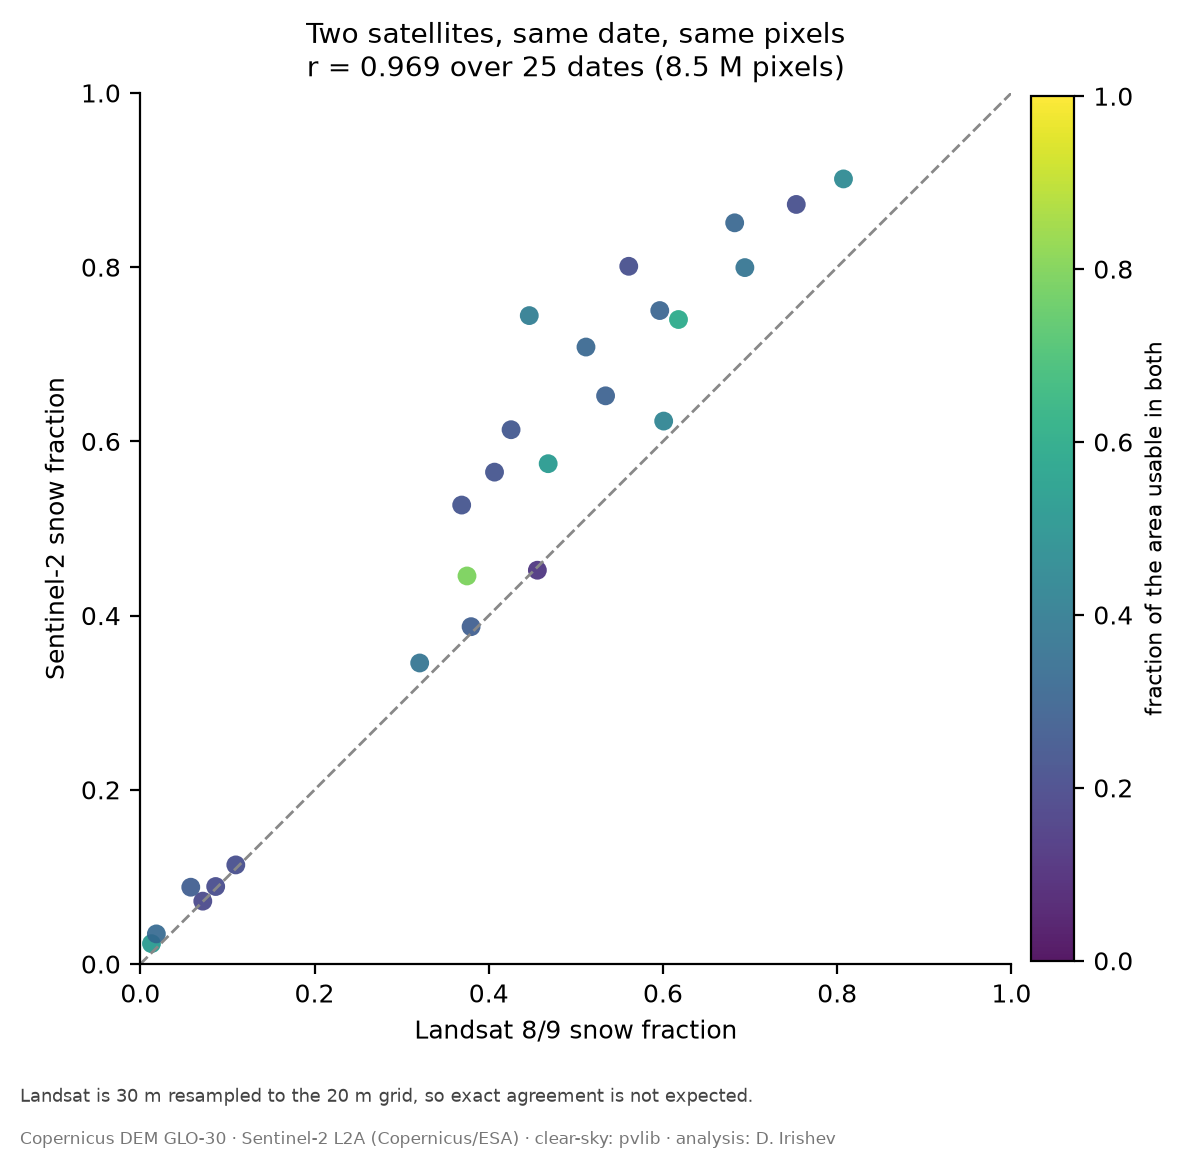 Two satellites, same date, same pixels
r = 0.969 over 25 dates (8.5 M pixels)
1.0
0.8
0.6
0.4
0.2
0.0
Sentinel-2 snow fraction
0.0 0.2 0.4 0.6 0.8 1.0
Landsat 8/9 snow fraction
1.0
0.8
0.6
0.4
0.2
0.0
fraction of the area usable in both
Landsat is 30 m resampled to the 20 m grid, so exact agreement is not expected.
Copernicus DEM GLO-30 · Sentinel-2 L2A (Copernicus/ESA) · clear-sky: pvlib · analysis: D. Irishev